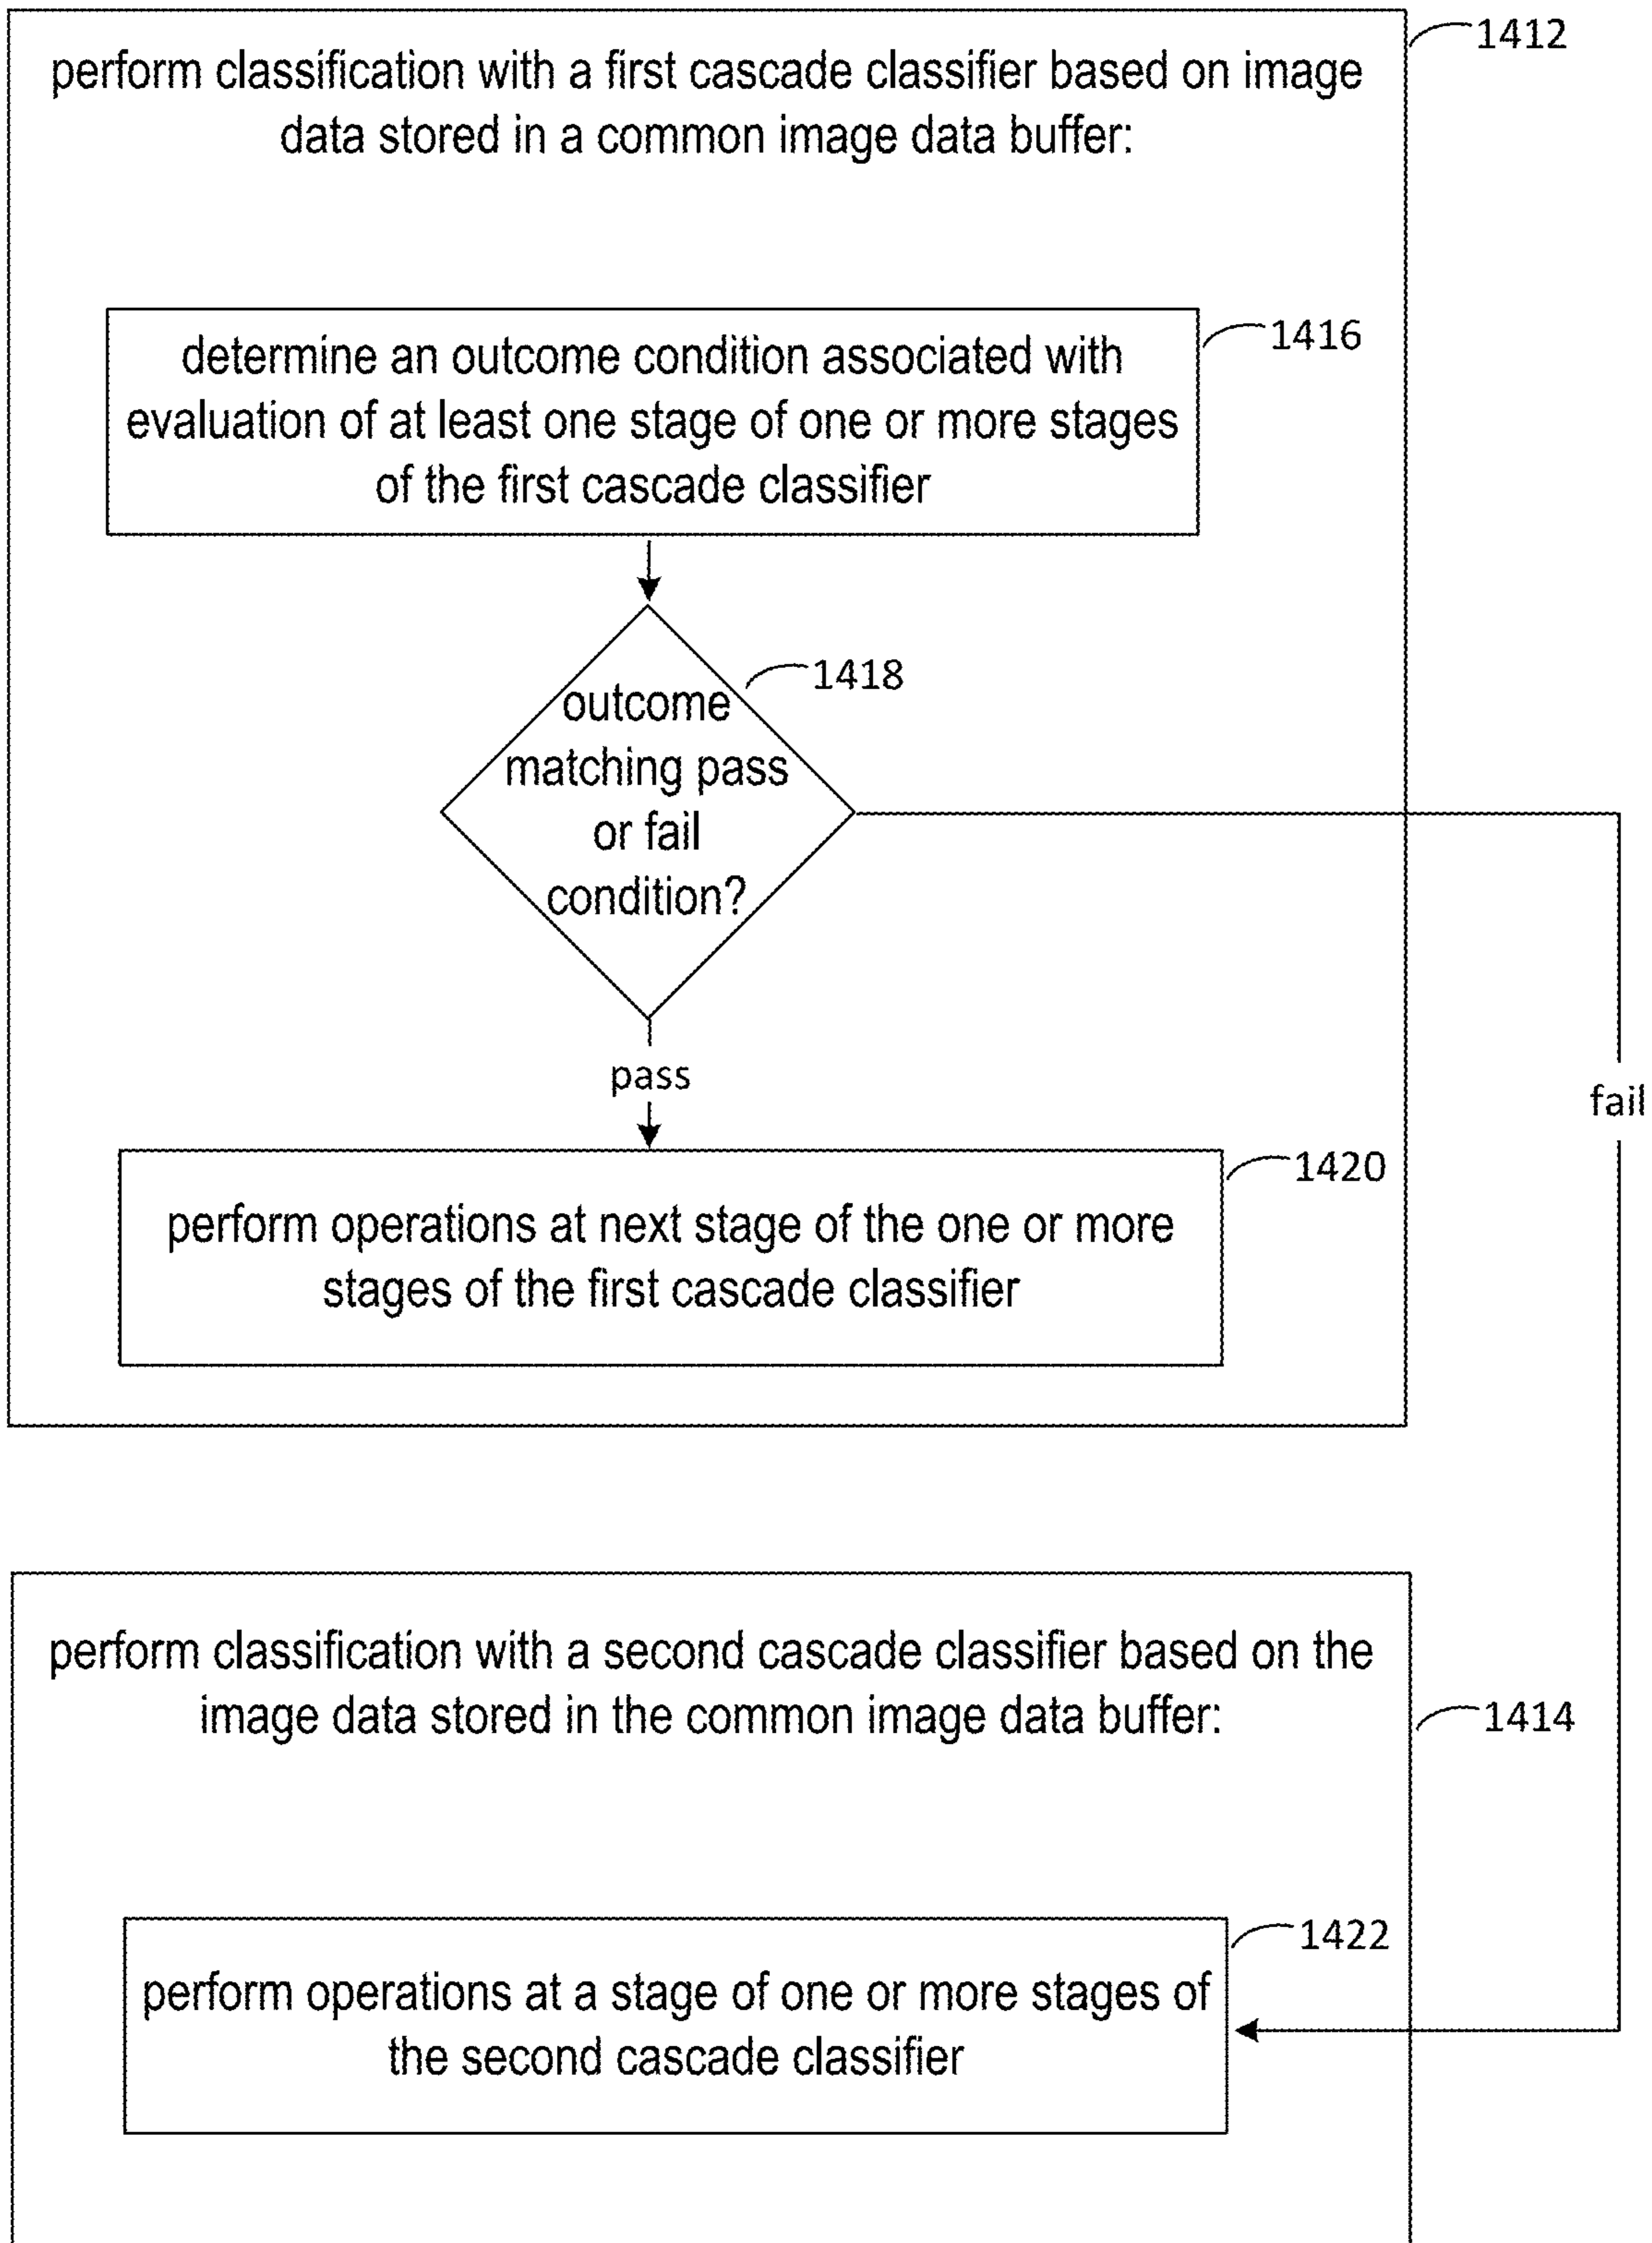 1412
perform classification with a first cascade classifier based on image
data stored in a common image data buffer:
1416
determine an outcome condition associated with
evaluation of at least one stage of one or more stages
of the first cascade classifier
1418
outcome
matching pass
or fail
condition?
pass
fail
1420
perform operations at next stage of the one or more
stages of the first cascade classifier
perform classification with a second cascade classifier based on the
image data stored in the common image data buffer:
1414
1422
perform operations at a stage of one or more stages of
the second cascade classifier